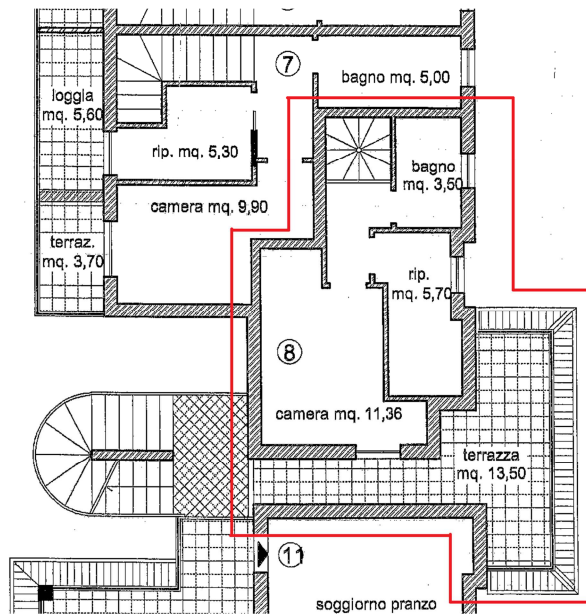 7
bagno mq. 5,00
loggia
mq. 5,60
rip. mq. 5,30
bagno
mq. 3,50
camera mq. 9,90
terraz.
mq. 3,70
rip.
mq. 5,70
8
camera mq. 11,36
terrazza
mq. 13,50
11
soggiorno pranzo